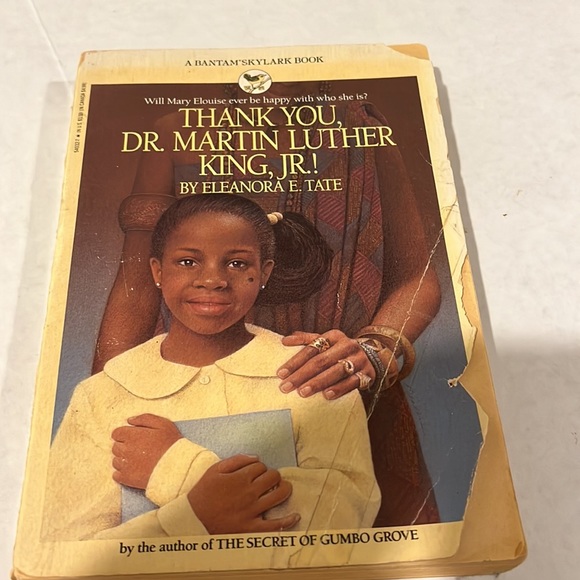 A BANTAM SKYLARK BOOK
Will Mary Elouise ever be happy with who she is?
THANK YOU,
DR. MARTIN LUTHER
KING, JR.!
BY ELEANORA E. TATE
by the author of THE SECRET OF GUMBO GROVE